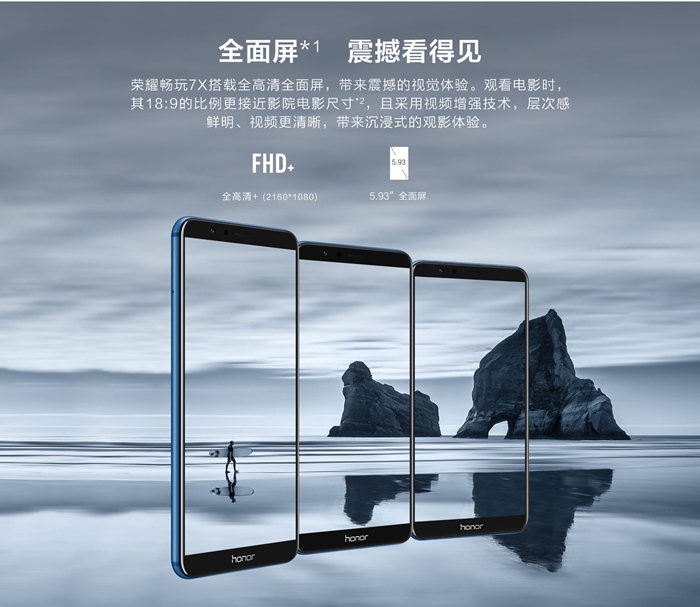 全面屏*1 震撼看得见
荣耀畅玩7X搭载全高清全面屏，带来震撼的视觉体验。观看电影时，
其18:9的比例更接近影院电影尺寸*2，且采用视频增强技术，层次感
鲜明、视频更清晰，带来沉浸式的观影体验。
FHD+
5.93
全高清+ (2160*1080)
5.93" 全面屏
honor
honor
honor